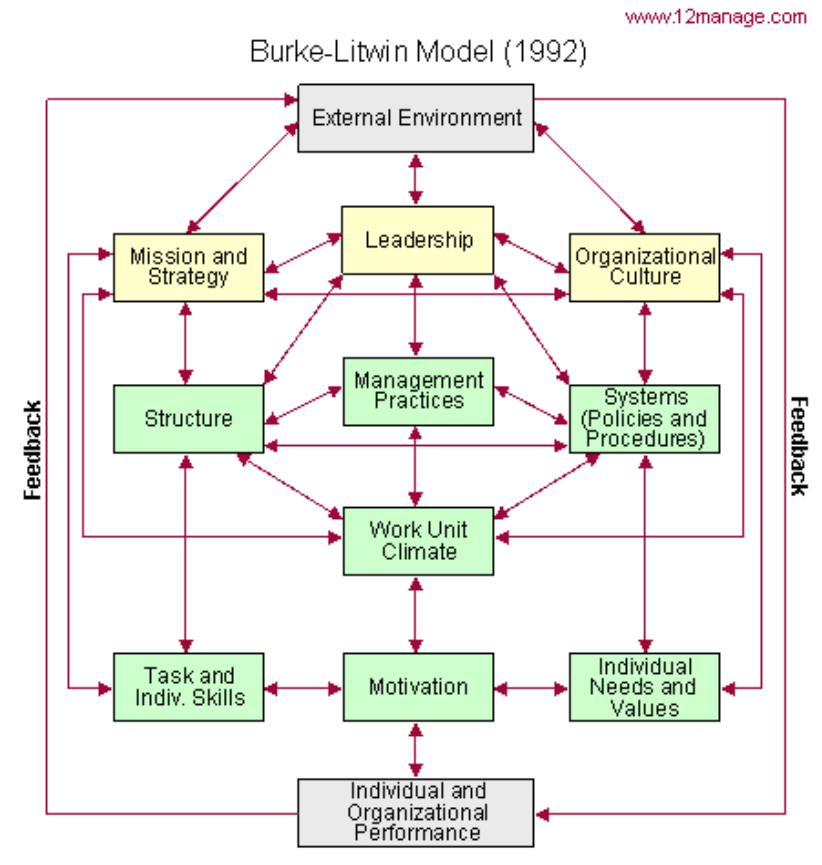 www.12manage.com
Burke-Litwin Model (1992)
External Environment
Leadership
Mission and
Strategy
Organizational
Culture
Management
Practices
Structure
Systems
(Policies and
Procedures)
Feedback
Feedback
Work Unit
Climate
Task and
Indiv. Skills
Motivation
Individual
Needs and
Values
Individual and
Organizational
Performance